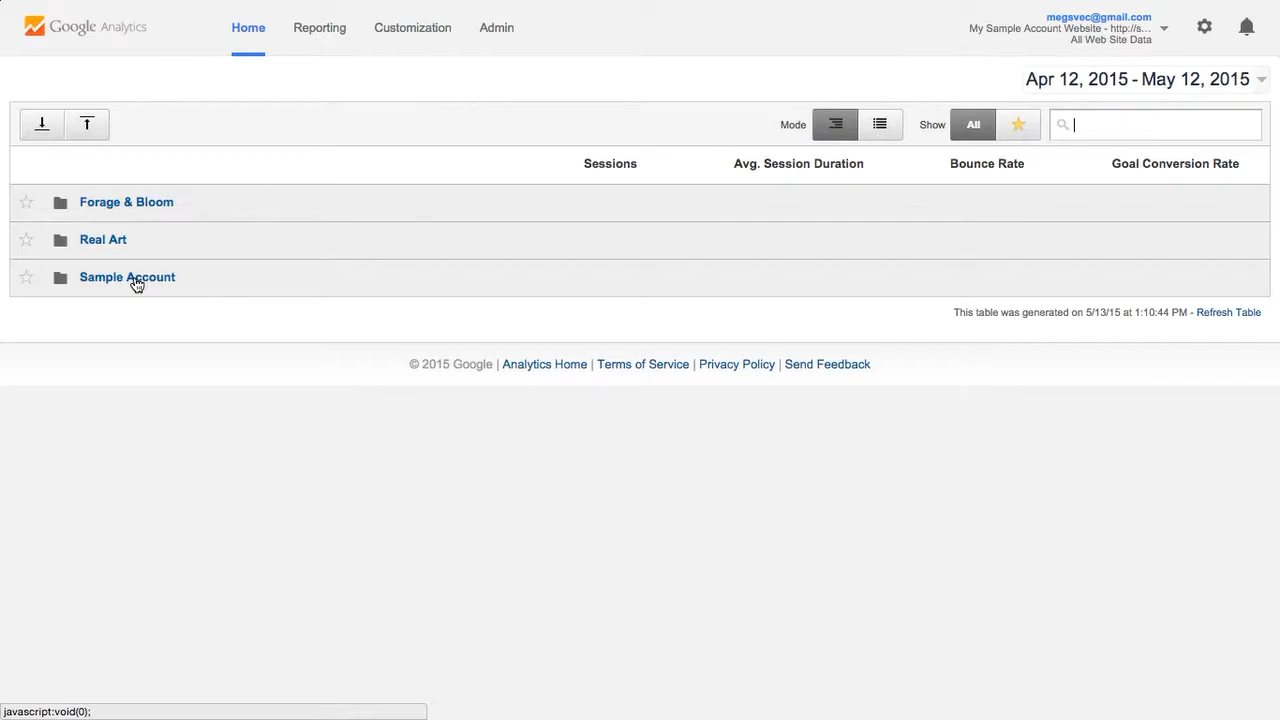 Google Analytics
Home Reporting Customization Admin
megsvec@gmail.com
My Sample Account Website - http://s...
All Web Site Data
Apr 12, 2015 - May 12, 2015
Mode Show All
Sessions Avg. Session Duration Bounce Rate Goal Conversion Rate
Forage & Bloom
Real Art
Sample Account
This table was generated on 5/13/15 at 1:10:44 PM - Refresh Table
© 2015 Google | Analytics Home | Terms of Service | Privacy Policy | Send Feedback
javascript:void(0);